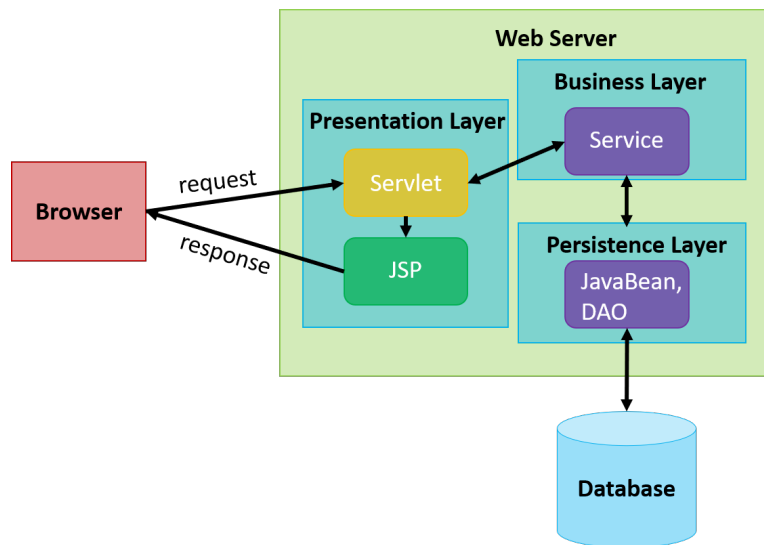 Web Server
Business Layer
Service
Presentation Layer
Servlet
JSP
request
response
Browser
Persistence Layer
JavaBean,
DAO
Database